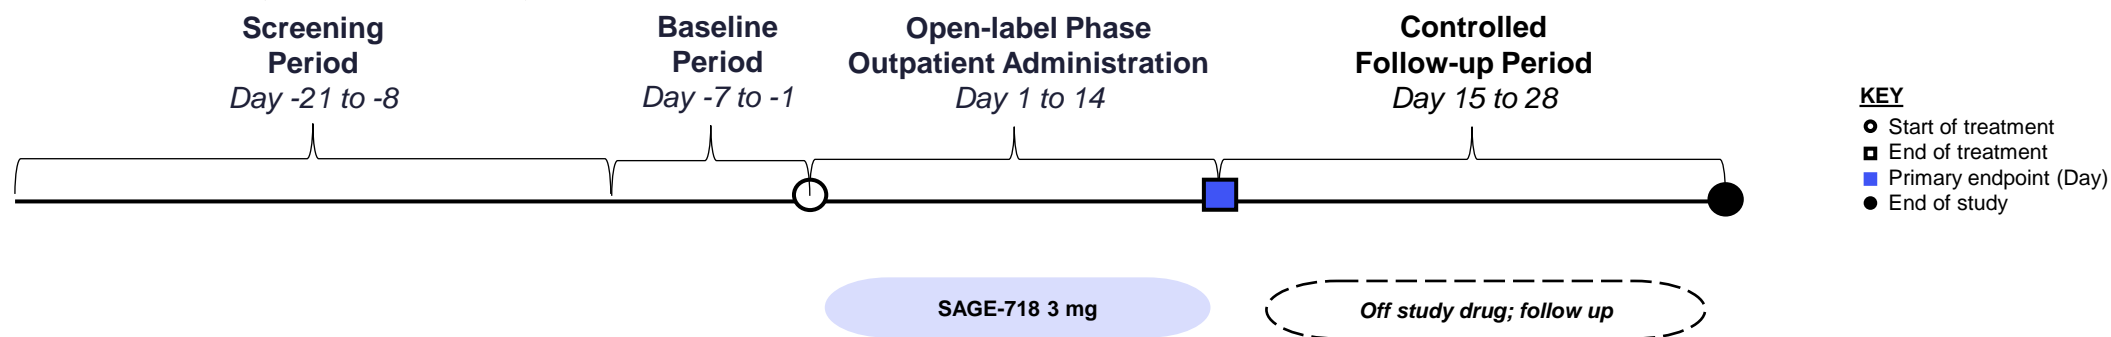 Screening
Period
Day -21 to -8
Baseline
Period
Day -7 to -1
Open-label Phase
Outpatient Administration
Day 1 to 14
Controlled
Follow-up Period
Day 15 to 28
KEY
Start of treatment
End of treatment
Primary endpoint (Day)
End of study
SAGE-718 3 mg
Off study drug; follow up